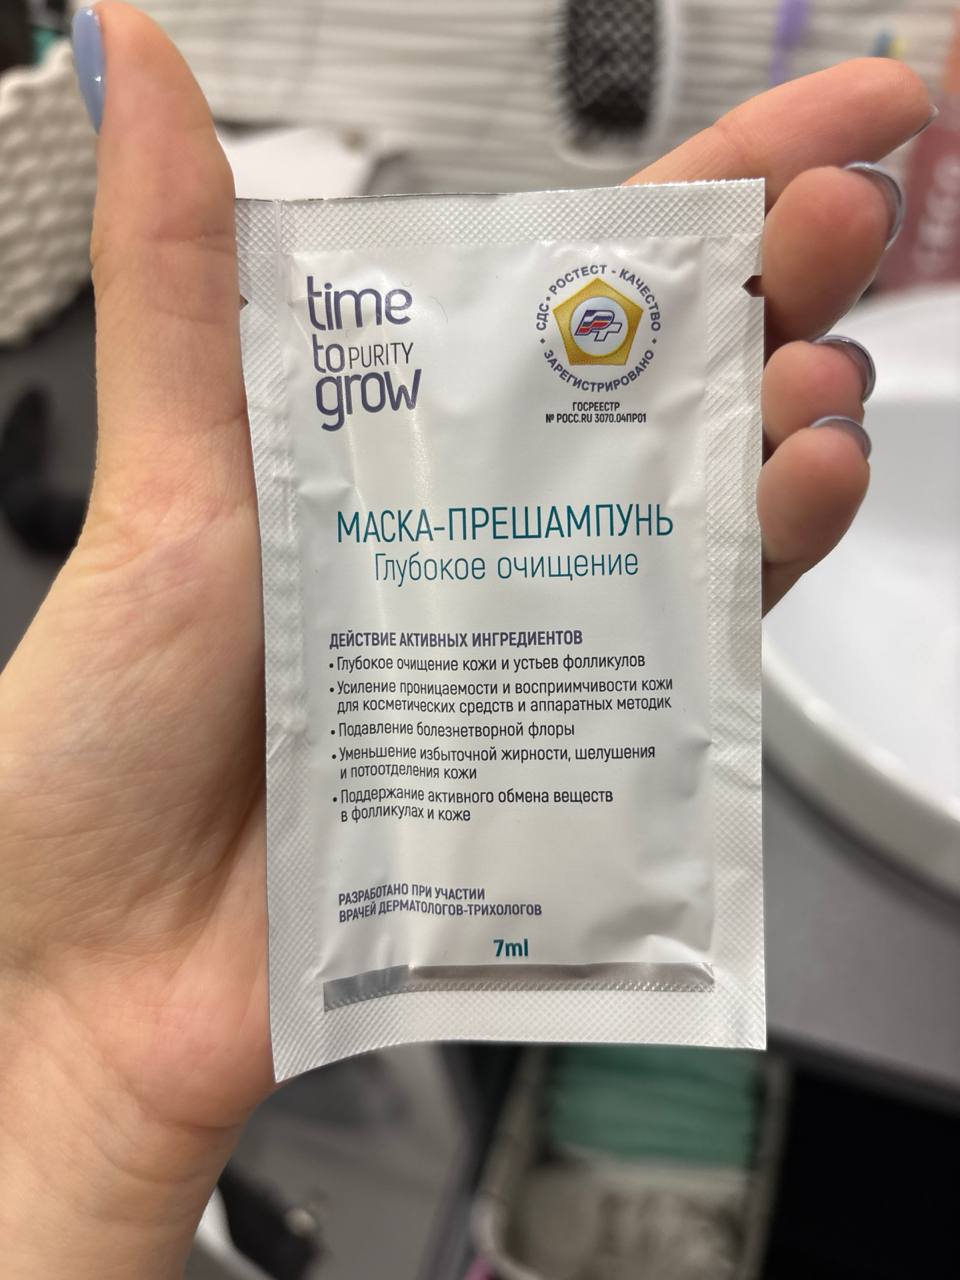 time
to PURITY
grow
СДС • РОСТЕСТ - КАЧЕСТВО
• ЗАРЕГИСТРИРОВАНО •
ГОСРЕЕСТР
№ РОСС.RU 3070.04ПР01
МАСКА-ПРЕШАМПУНЬ
Глубокое очищение
ДЕЙСТВИЕ АКТИВНЫХ ИНГРЕДИЕНТОВ
• Глубокое очищение кожи и устьев фолликулов
• Усиление проницаемости и восприимчивости кожи
для косметических средств и аппаратных методик
• Подавление болезнетворной флоры
• Уменьшение избыточной жирности, шелушения
и потоотделения кожи
• Поддержание активного обмена веществ
в фолликулах и коже
РАЗРАБОТАНО ПРИ УЧАСТИИ
ВРАЧЕЙ ДЕРМАТОЛОГОВ-ТРИХОЛОГОВ
7ml